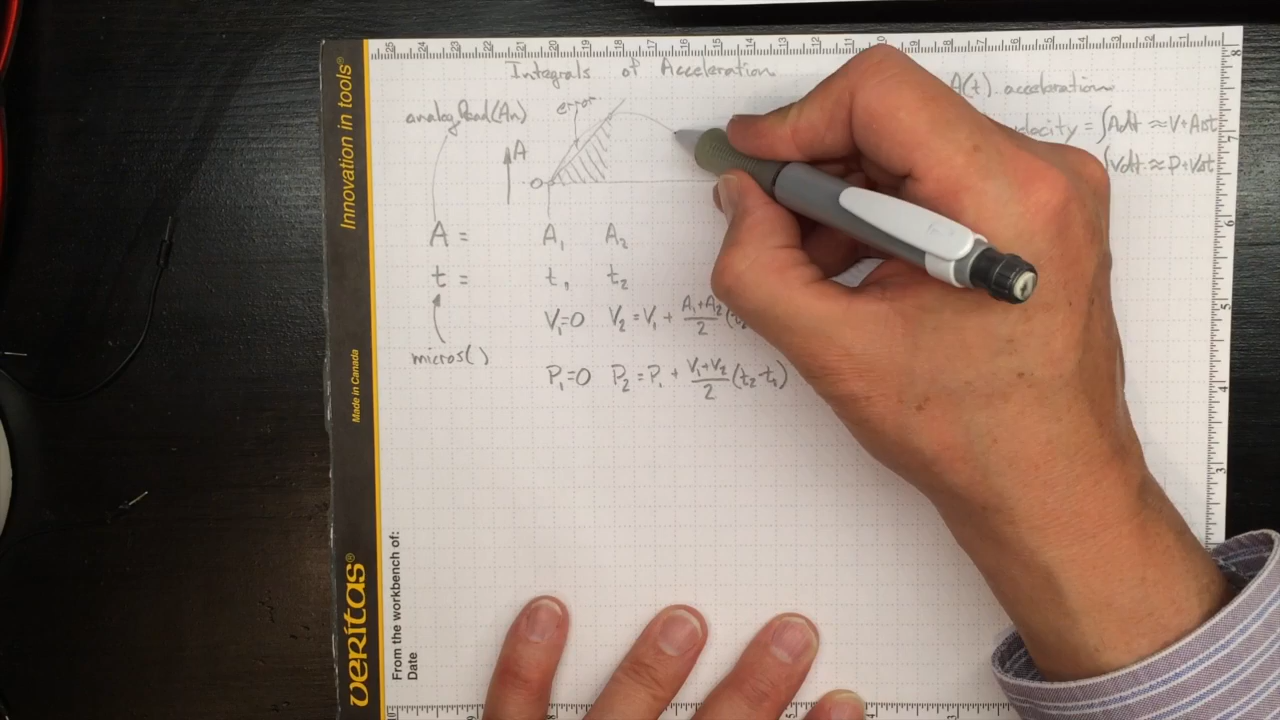 Integrals of Acceleration
A(t) acceleration
analogRead(An)
error
A
0
velocity = ∫Adt ≈ V+AΔt
∫Vdt ≈ P+VΔt
A = A₁ A₂
t = t₁ t₂
V₁=0 V₂ = V₁ + A₁+A₂/2 (t₂
micros()
P₁=0 P₂ = P₁ + V₁+V₂/2 (t₂-t₁)
Innovation in tools®
Made in Canada
veritas®
From the workbench of:
Date